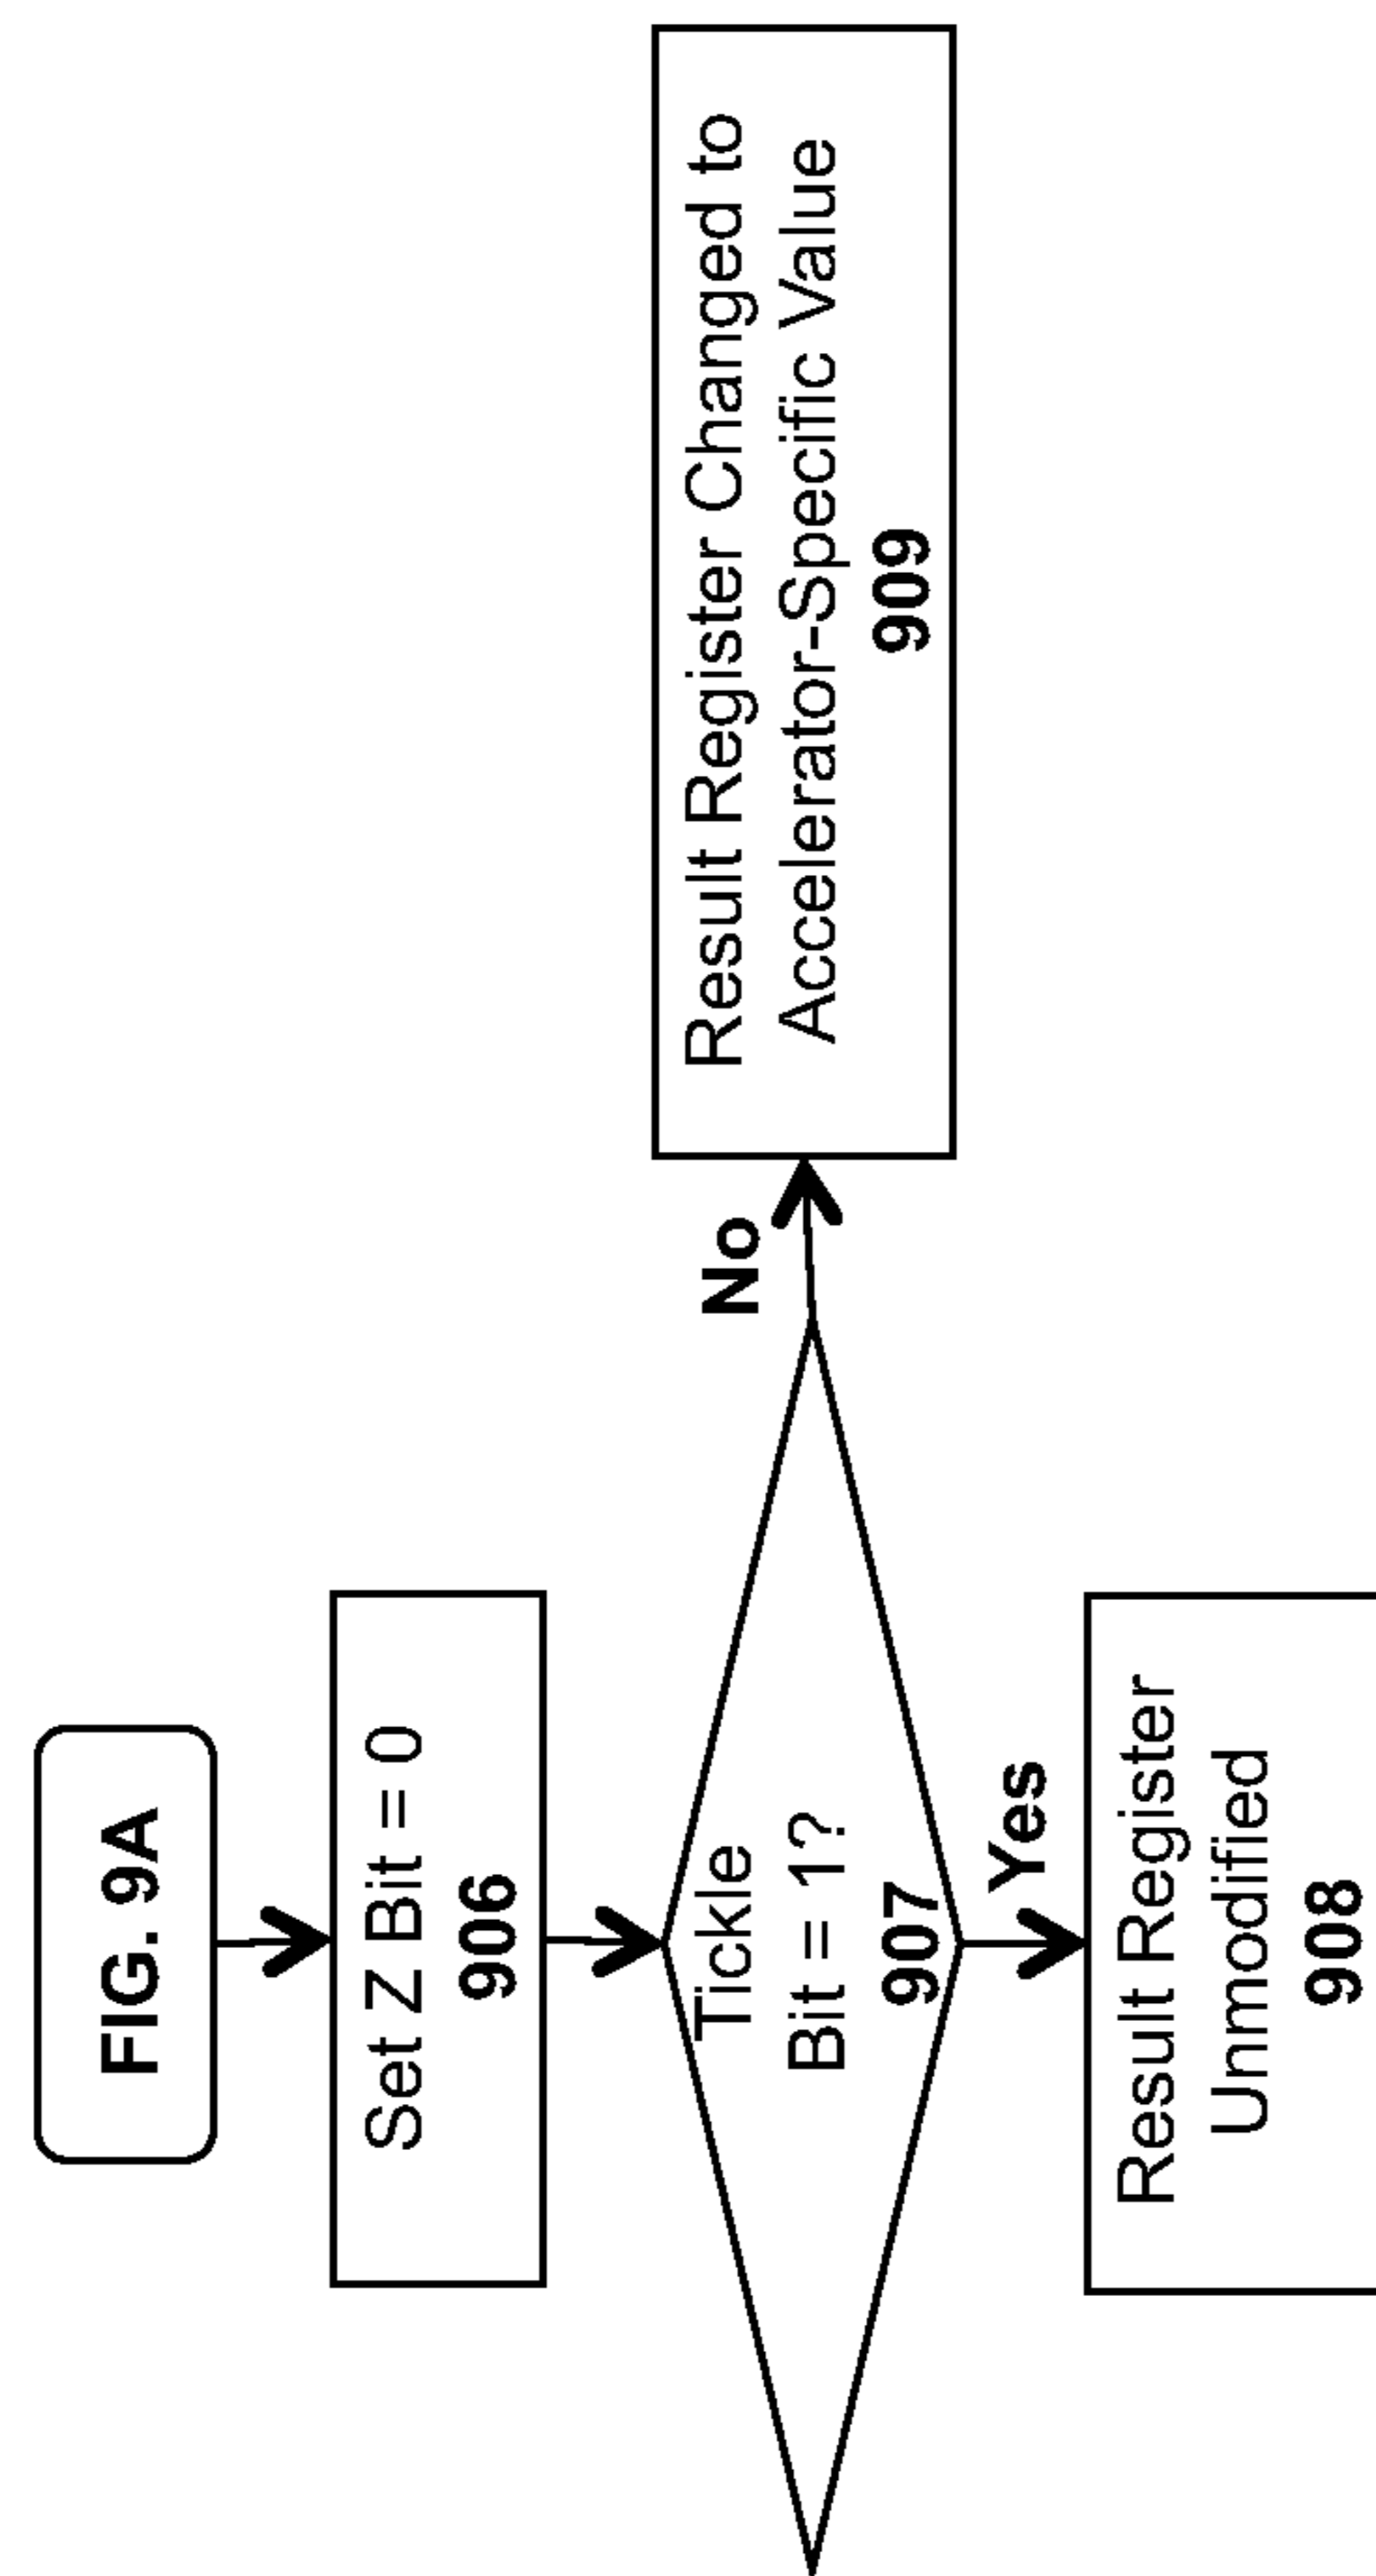 FIG. 9A
Set Z Bit = 0
906
Tickle
Bit = 1?
907
No
Result Register Changed to
Accelerator-Specific Value
909
Yes
Result Register
Unmodified
908